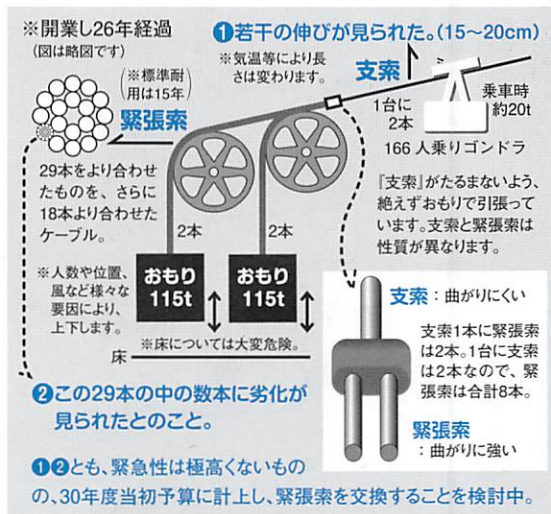 ※開業し26年経過
(図は略図です)
❶若干の伸びが見られた。(15〜20cm)
※気温等により長
さは変わります。
支索
(※標準耐
用は15年)
緊張索
1台に
2本
乗車時
約20t
166人乗りゴンドラ
29本をより合わせ
たものを、さらに
18本より合わせた
ケーブル。
『支索』がたるまないよう、
絶えずおもりで引張って
います。支索と緊張索は
性質が異なります。
2本
2本
おもり
115t
おもり
115t
※人数や位置、
風など様々な
要因により、
上下します。
※床については大変危険。
床
支索:曲がりにくい
支索1本に緊張索
は2本。1台に支索
は2本なので、緊
張索は合計8本。
緊張索
:曲がりに強い
❷この29本の中の数本に劣化が
見られたとのこと。
❶❷とも、緊急性は極高くないもの
の、30年度当初予算に計上し、緊張索を交換することを検討中。